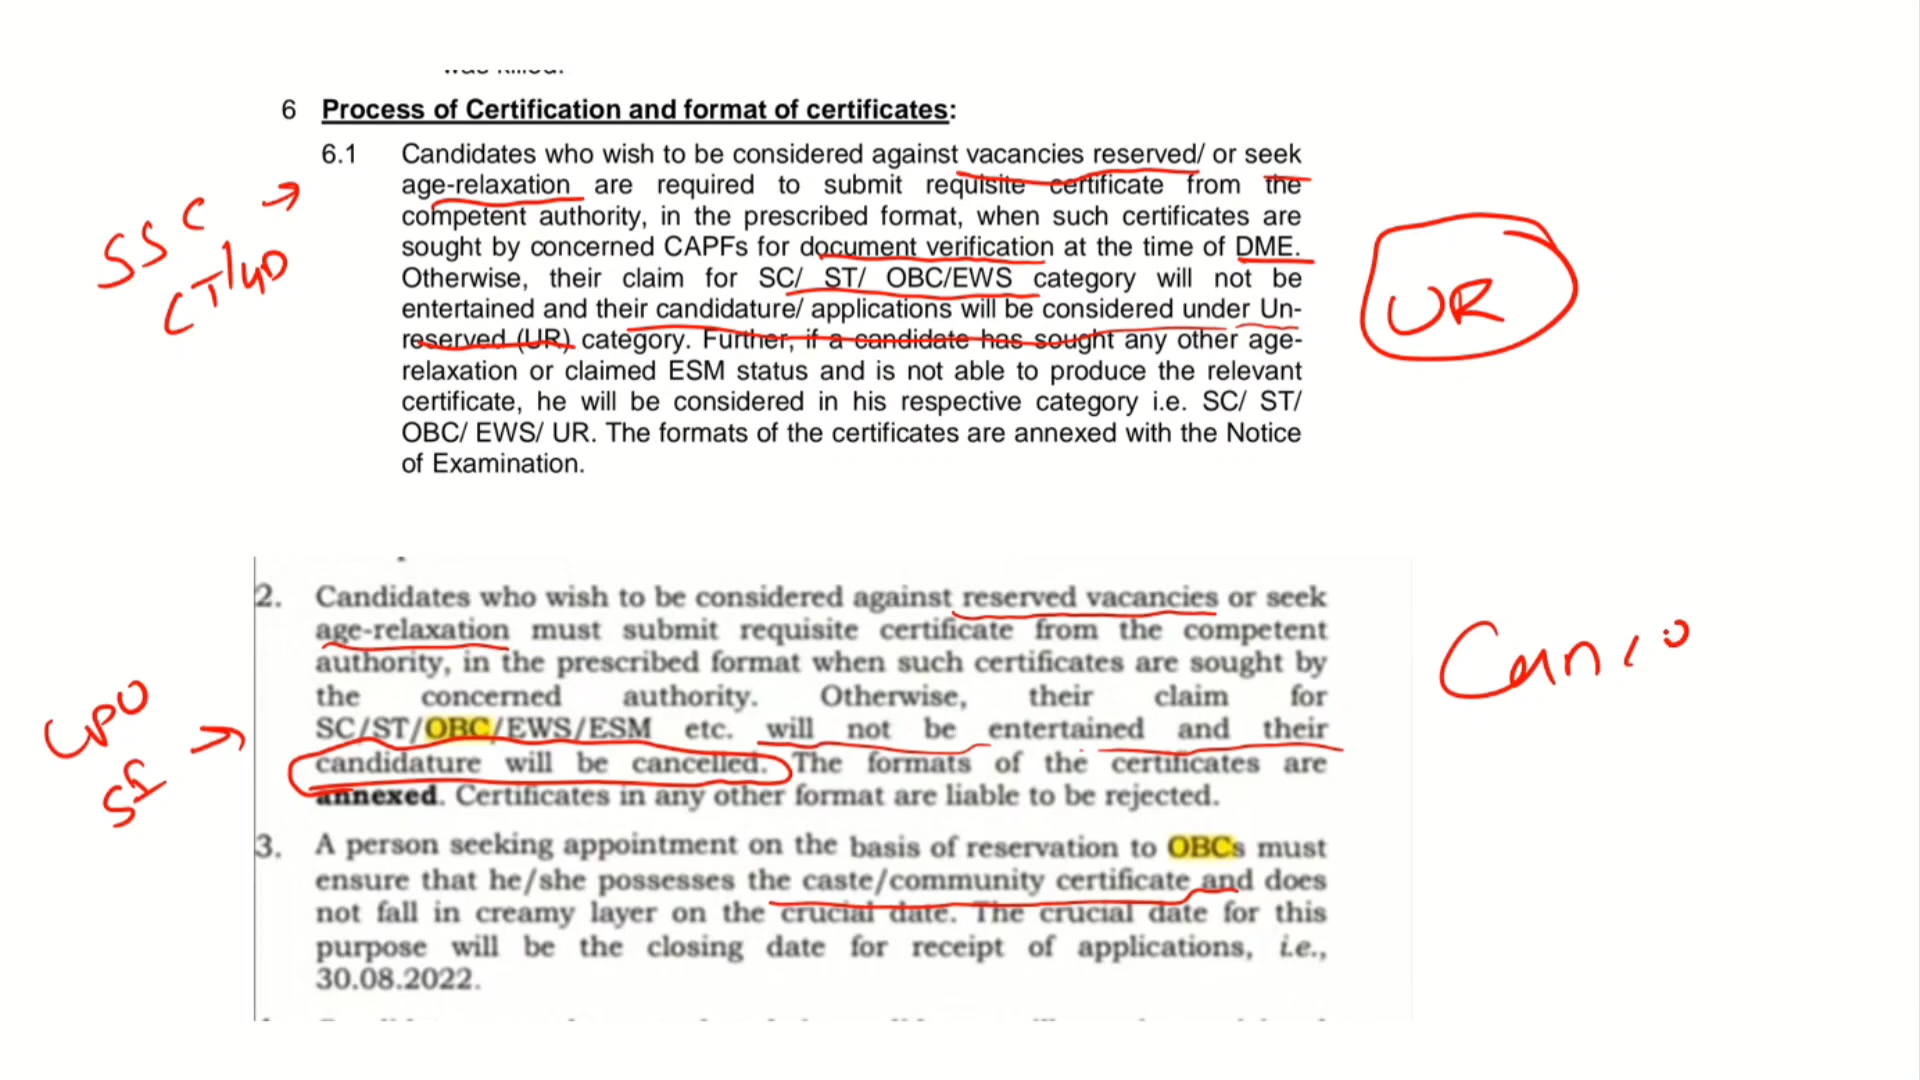 6 Process of Certification and format of certificates:
6.1 Candidates who wish to be considered against vacancies reserved/ or seek
age-relaxation are required to submit requisite certificate from the
competent authority, in the prescribed format, when such certificates are
sought by concerned CAPFs for document verification at the time of DME.
Otherwise, their claim for SC/ ST/ OBC/EWS category will not be
entertained and their candidature/ applications will be considered under Un-
reserved (UR) category. Further, if a candidate has sought any other age-
relaxation or claimed ESM status and is not able to produce the relevant
certificate, he will be considered in his respective category i.e. SC/ ST/
OBC/ EWS/ UR. The formats of the certificates are annexed with the Notice
of Examination.
SSC
UR
2. Candidates who wish to be considered against reserved vacancies or seek
age-relaxation must submit requisite certificate from the competent
authority, in the prescribed format when such certificates are sought by
the concerned authority. Otherwise, their claim for
SC/ST/OBC/EWS/ESM etc. will not be entertained and their
candidature will be cancelled. The formats of the certificates are
annexed. Certificates in any other format are liable to be rejected.
3. A person seeking appointment on the basis of reservation to OBCs must
ensure that he/she possesses the caste/community certificate and does
not fall in creamy layer on the crucial date. The crucial date for this
purpose will be the closing date for receipt of applications, i.e.,
30.08.2022.
CPO
SI